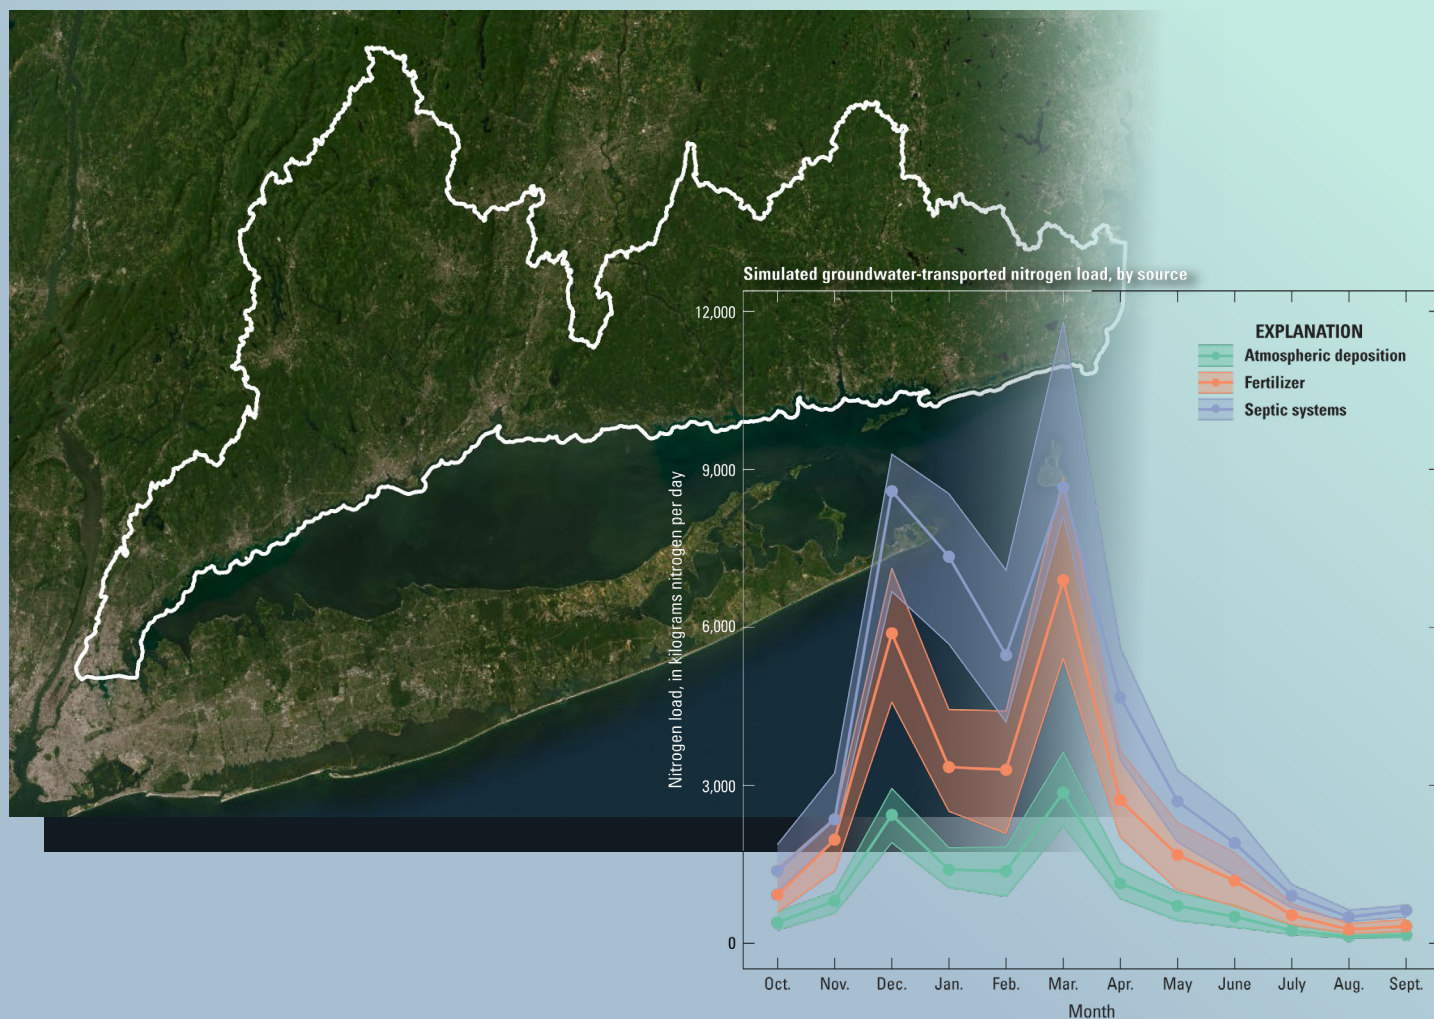 Simulated groundwater-transported nitrogen load, by source
12,000
9,000
6,000
3,000
0
Nitrogen load, in kilograms nitrogen per day
EXPLANATION
Atmospheric deposition
Fertilizer
Septic systems
Oct. Nov. Dec. Jan. Feb. Mar. Apr. May June July Aug. Sept.
Month